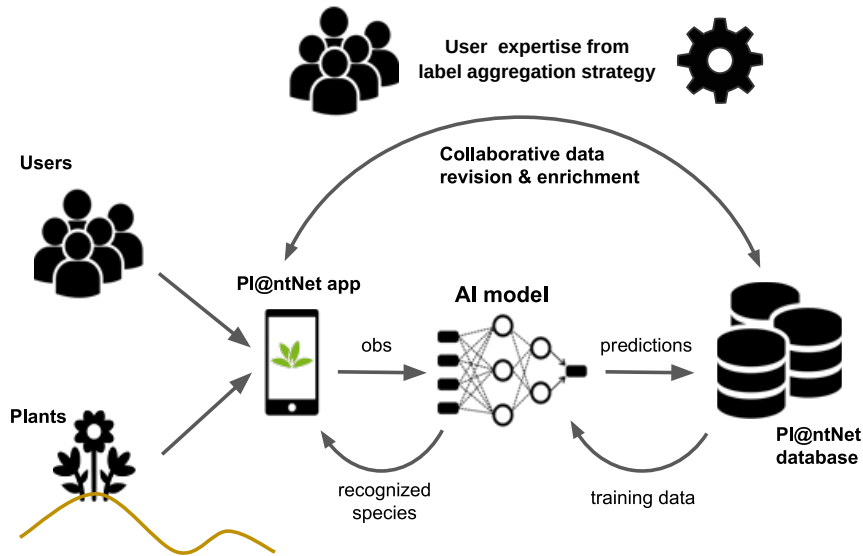 User expertise from
label aggregation strategy
Collaborative data
revision & enrichment
Users
Pl@ntNet app
AI model
obs
predictions
Plants
Pl@ntNet
database
recognized
species
training data